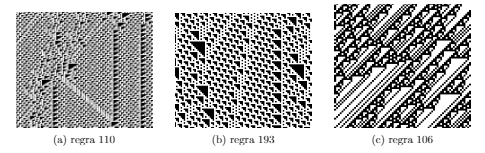 (a) regra 110
(b) regra 193
(c) regra 106